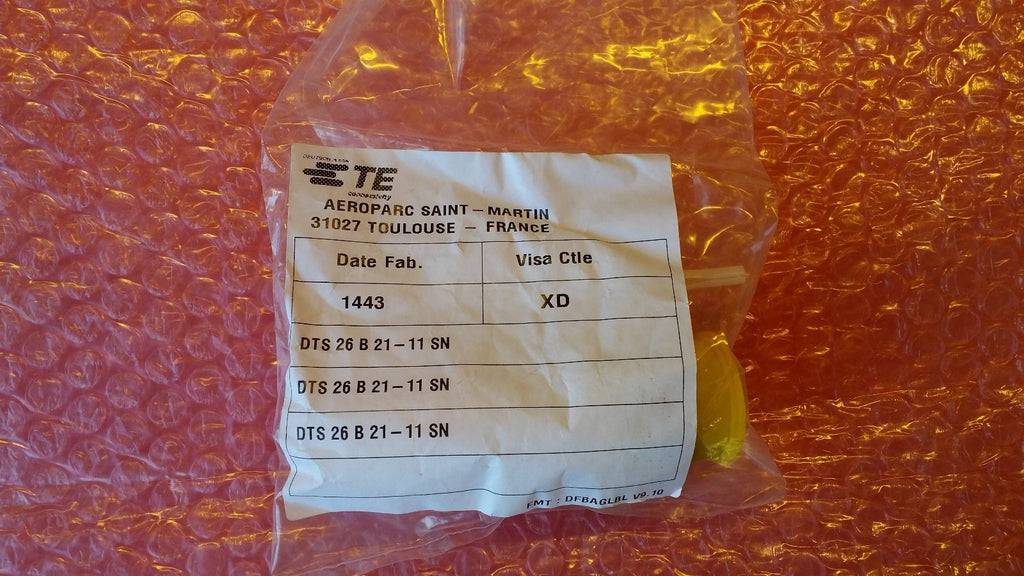 TE
connectivity
AEROPARC SAINT - MARTIN
31027 TOULOUSE - FRANCE
Date Fab. Visa Ctle
1443 XD
DTS 26 B 21-11 SN
DTS 26 B 21-11 SN
DTS 26 B 21-11 SN
FMT : DFBAGLBL V9.10